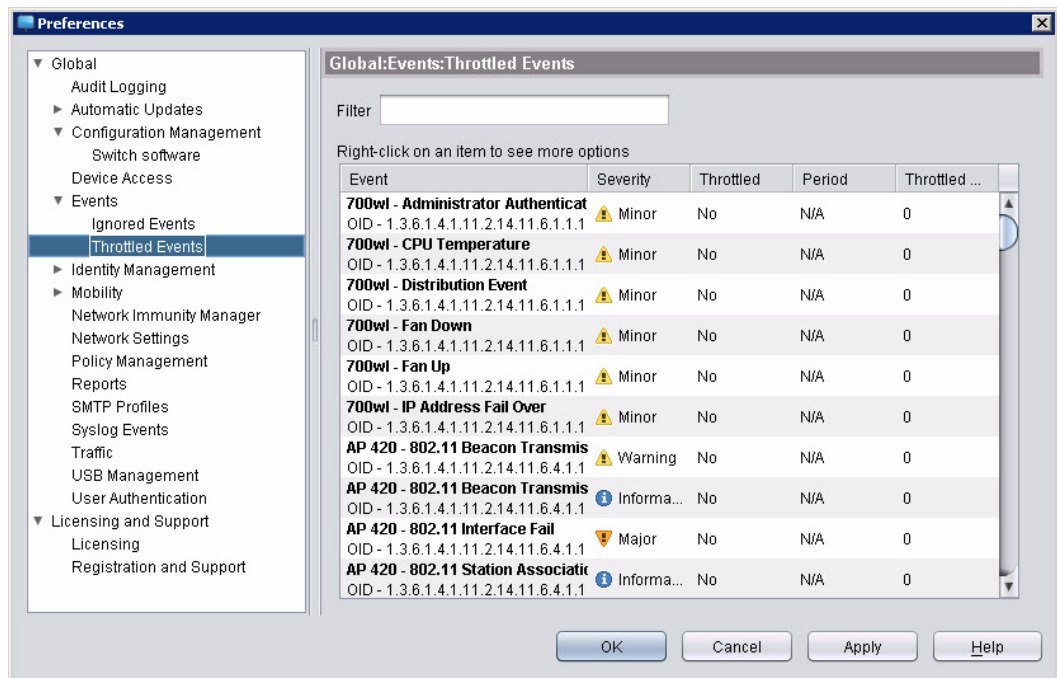 Preferences
Global
Audit Logging
Automatic Updates
Configuration Management
Switch software
Device Access
Events
Ignored Events
Throttled Events
Identity Management
Mobility
Network Immunity Manager
Network Settings
Policy Management
Reports
SMTP Profiles
Syslog Events
Traffic
USB Management
User Authentication
Licensing and Support
Licensing
Registration and Support
Global:Events:Throttled Events
Filter
Right-click on an item to see more options
Event Severity Throttled Period Throttled ...
700wl - Administrator Authenticat
OID - 1.3.6.1.4.1.11.2.14.11.6.1.1.1 Minor No N/A 0
700wl - CPU Temperature
OID - 1.3.6.1.4.1.11.2.14.11.6.1.1.1 Minor No N/A 0
700wl - Distribution Event
OID - 1.3.6.1.4.1.11.2.14.11.6.1.1.1 Minor No N/A 0
700wl - Fan Down
OID - 1.3.6.1.4.1.11.2.14.11.6.1.1.1 Minor No N/A 0
700wl - Fan Up
OID - 1.3.6.1.4.1.11.2.14.11.6.1.1.1 Minor No N/A 0
700wl - IP Address Fail Over
OID - 1.3.6.1.4.1.11.2.14.11.6.1.1.1 Minor No N/A 0
AP 420 - 802.11 Beacon Transmis
OID - 1.3.6.1.4.1.11.2.14.11.6.4.1.1 Warning No N/A 0
AP 420 - 802.11 Beacon Transmis
OID - 1.3.6.1.4.1.11.2.14.11.6.4.1.1 Informa... No N/A 0
AP 420 - 802.11 Interface Fail
OID - 1.3.6.1.4.1.11.2.14.11.6.4.1.1 Major No N/A 0
AP 420 - 802.11 Station Associatic
OID - 1.3.6.1.4.1.11.2.14.11.6.4.1.1 Informa... No N/A 0
OK Cancel Apply Help